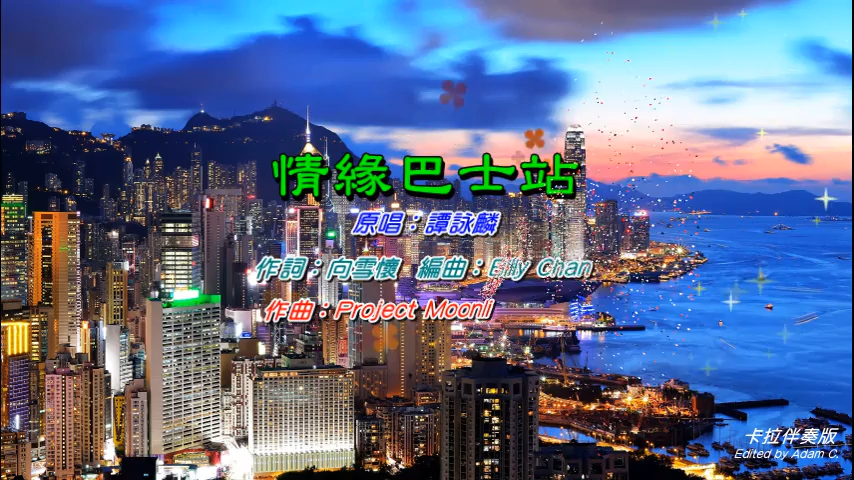 情緣巴士站
原唱：譚詠麟
作詞：向雪懷 編曲：Elly Chan
作曲：Project Moonli
卡拉伴奏版
Edited by Adam C.